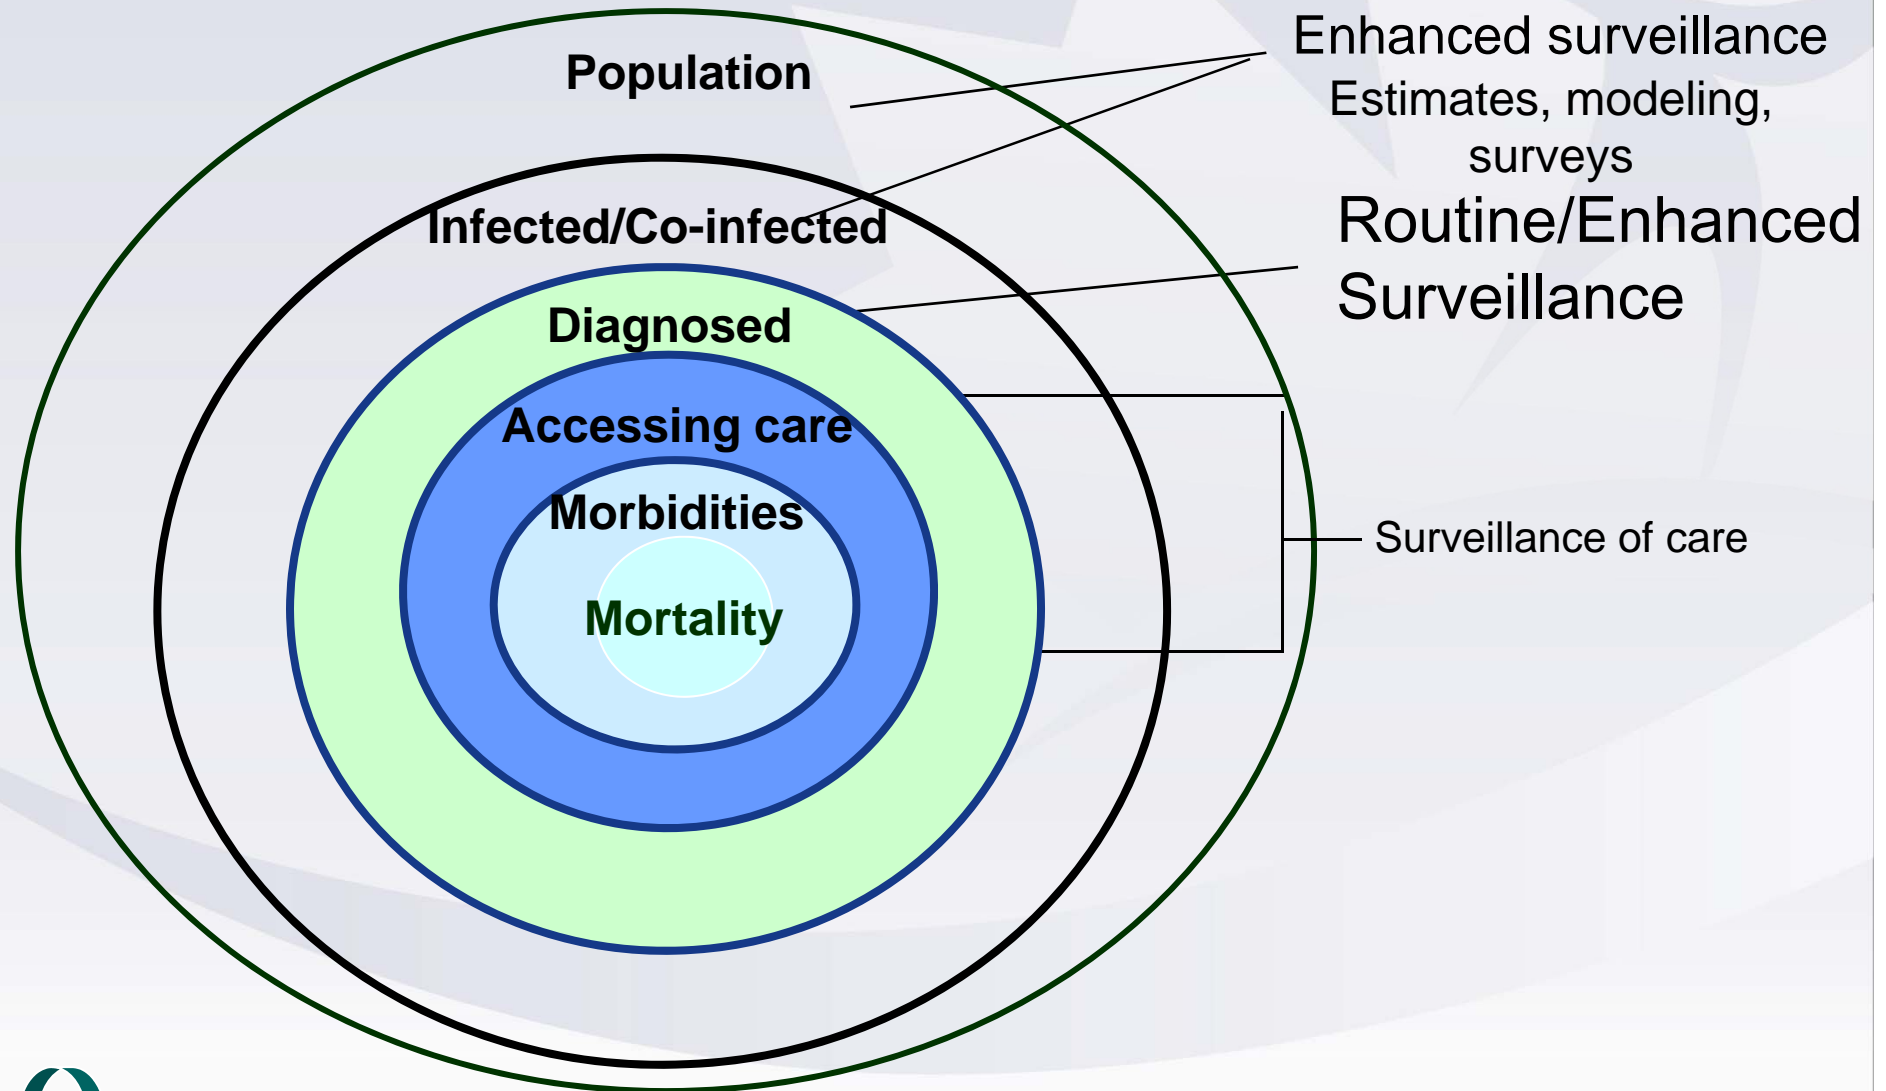 Population
Infected/Co-infected
Diagnosed
Accessing care
Morbidities
Mortality
Enhanced surveillance
Estimates, modeling,
surveys
Routine/Enhanced
Surveillance
Surveillance of care